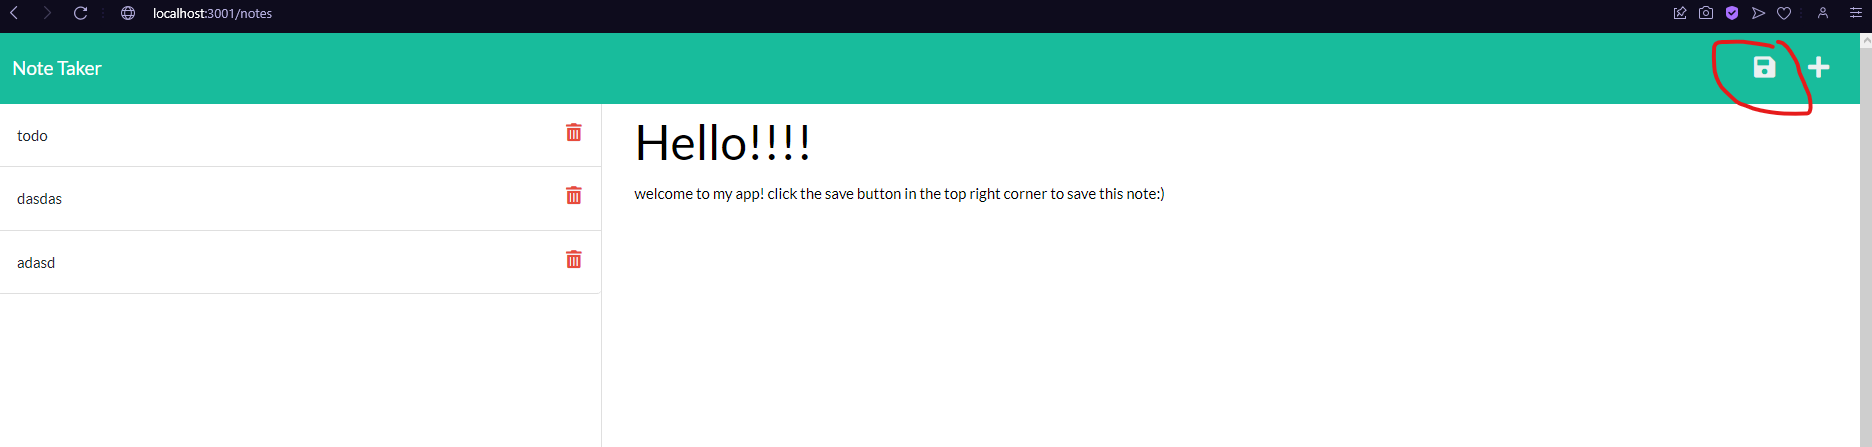 localhost:3001/notes
Note Taker
todo
dasdas
adasd
Hello!!!!
welcome to my app! click the save button in the top right corner to save this note:)